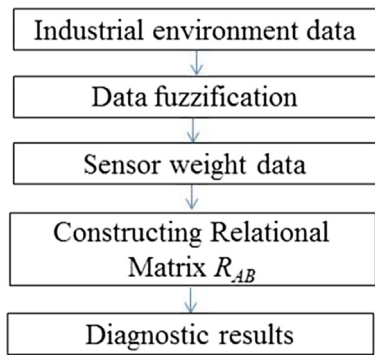 Industrial environment data
Data fuzzification
Sensor weight data
Constructing Relational
Matrix R_AB
Diagnostic results